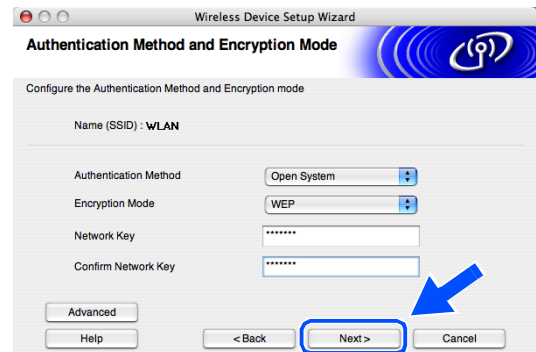 Wireless Device Setup Wizard
Authentication Method and Encryption Mode
Configure the Authentication Method and Encryption mode
Name (SSID) : WLAN
Authentication Method Open System
Encryption Mode WEP
Network Key *******
Confirm Network Key *******
Advanced
Help < Back Next > Cancel